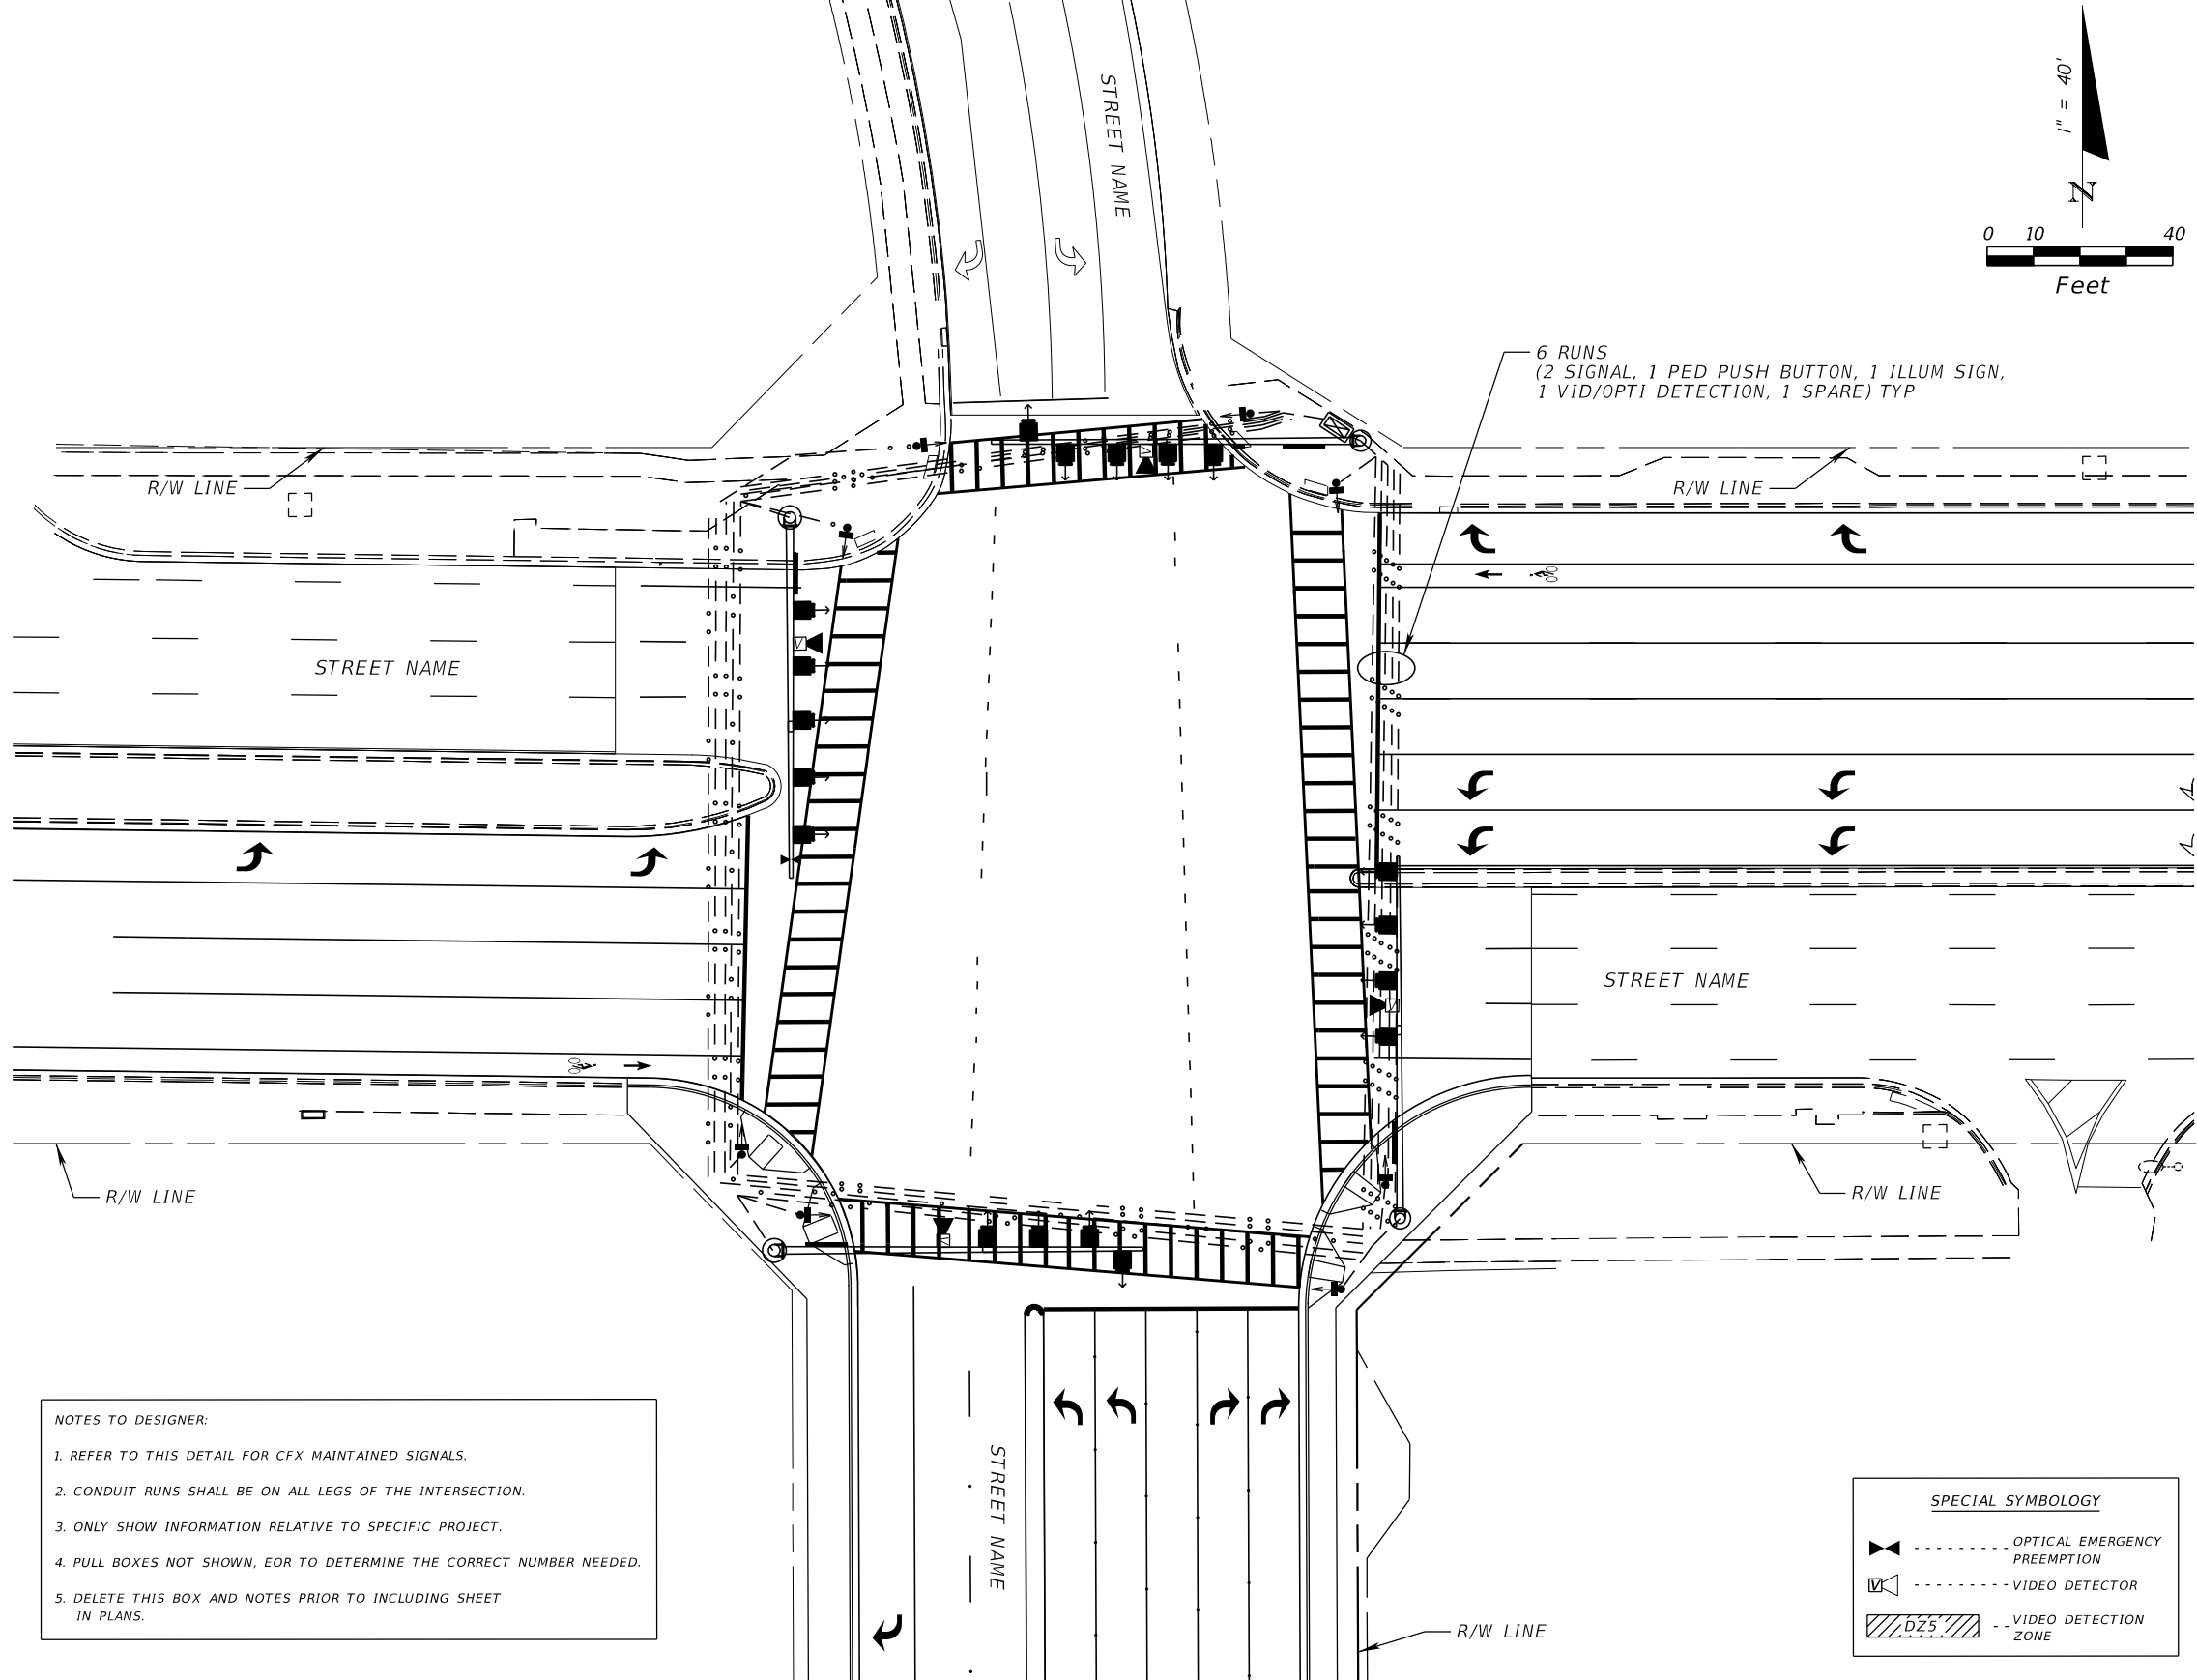 STREET NAME
1" = 40'
N
0 10 40
Feet
6 RUNS
(2 SIGNAL, 1 PED PUSH BUTTON, 1 ILLUM SIGN,
1 VID/OPTI DETECTION, 1 SPARE) TYP
R/W LINE
R/W LINE
STREET NAME
STREET NAME
R/W LINE
R/W LINE
STREET NAME
R/W LINE
NOTES TO DESIGNER:
1. REFER TO THIS DETAIL FOR CFX MAINTAINED SIGNALS.
2. CONDUIT RUNS SHALL BE ON ALL LEGS OF THE INTERSECTION.
3. ONLY SHOW INFORMATION RELATIVE TO SPECIFIC PROJECT.
4. PULL BOXES NOT SHOWN, EOR TO DETERMINE THE CORRECT NUMBER NEEDED.
5. DELETE THIS BOX AND NOTES PRIOR TO INCLUDING SHEET
IN PLANS.
SPECIAL SYMBOLOGY
OPTICAL EMERGENCY
PREEMPTION
V
VIDEO DETECTOR
DZ5
VIDEO DETECTION
ZONE